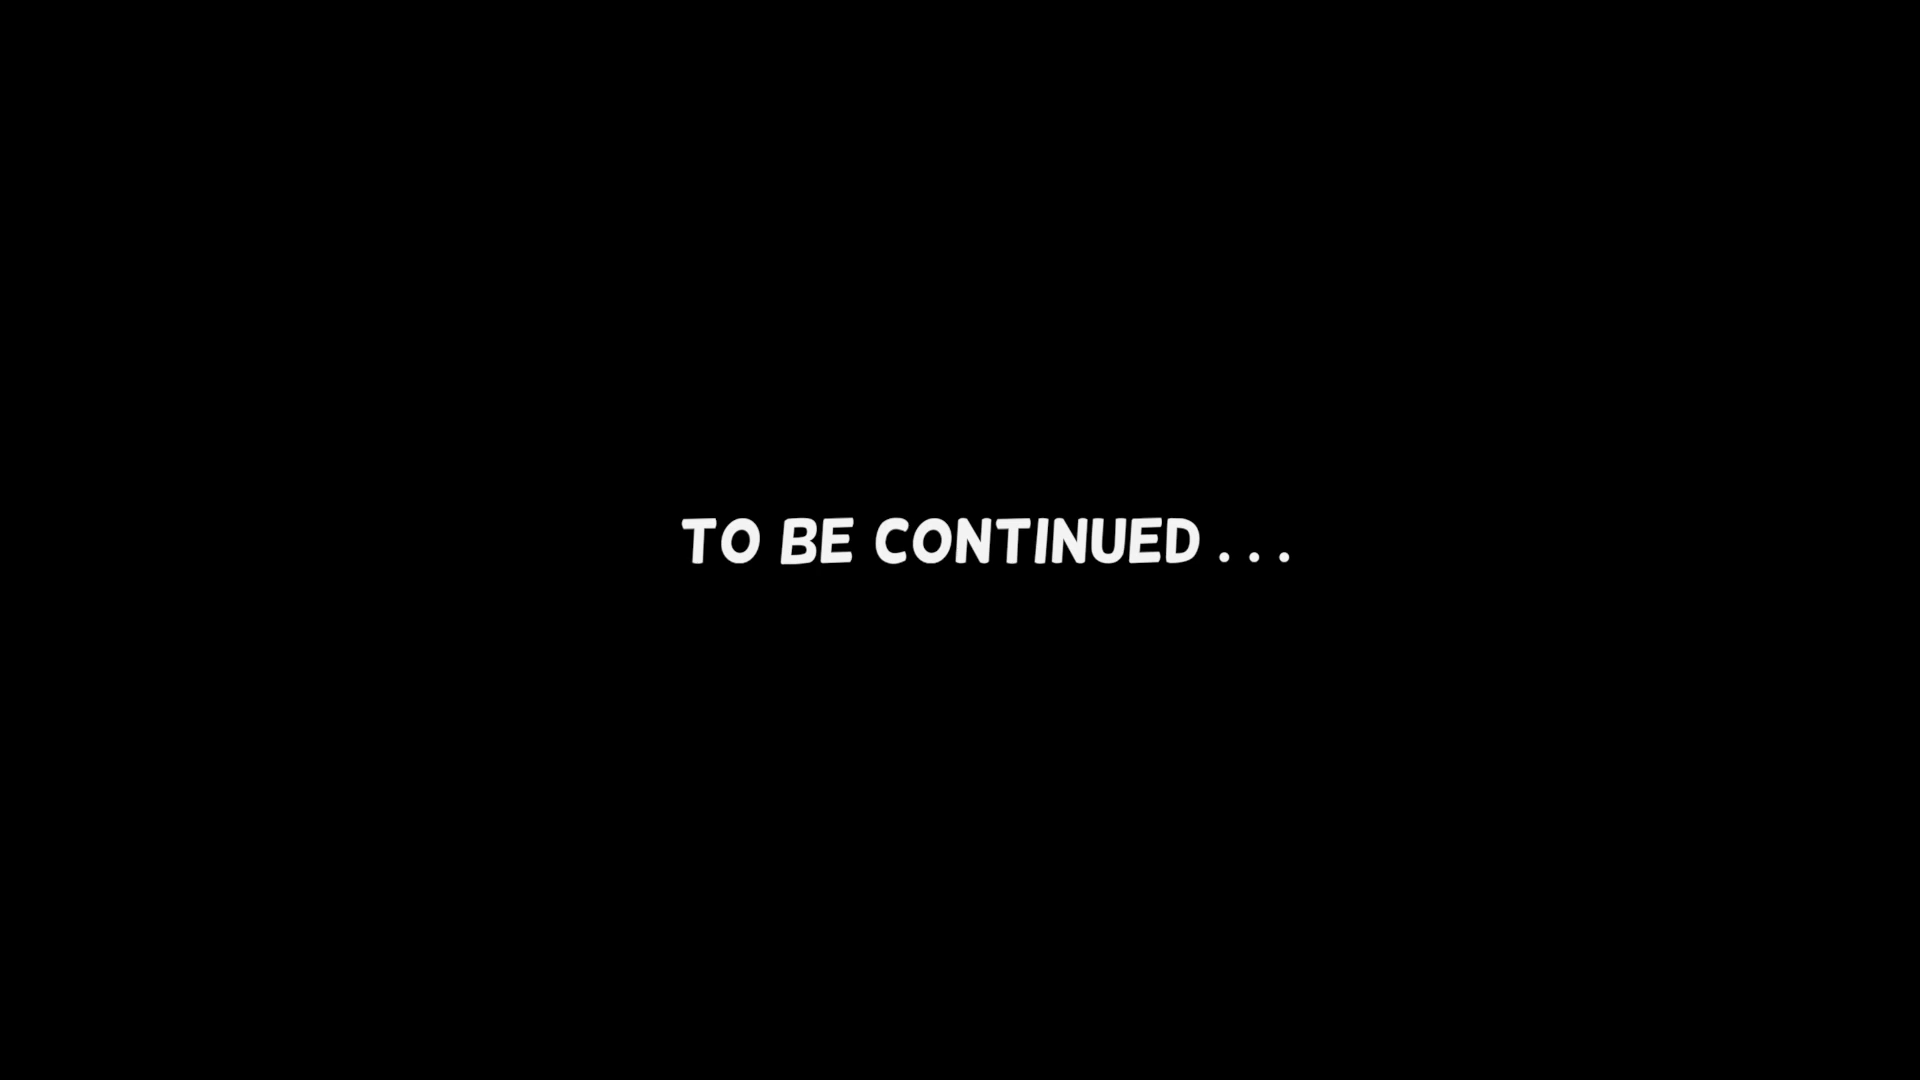 TO BE CONTINUED . . .